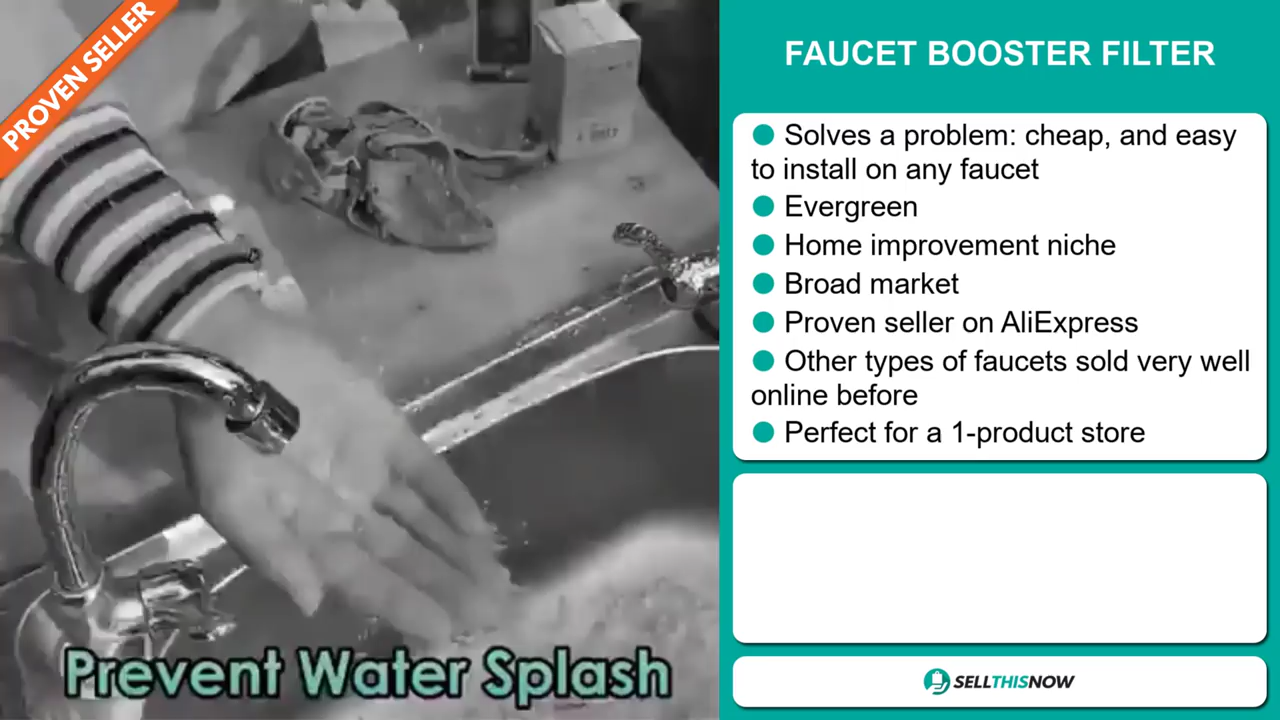 PROVEN SELLER
FAUCET BOOSTER FILTER
● Solves a problem: cheap, and easy
to install on any faucet
● Evergreen
● Home improvement niche
● Broad market
● Proven seller on AliExpress
● Other types of faucets sold very well
online before
● Perfect for a 1-product store
Prevent Water Splash
SELLTHISNOW